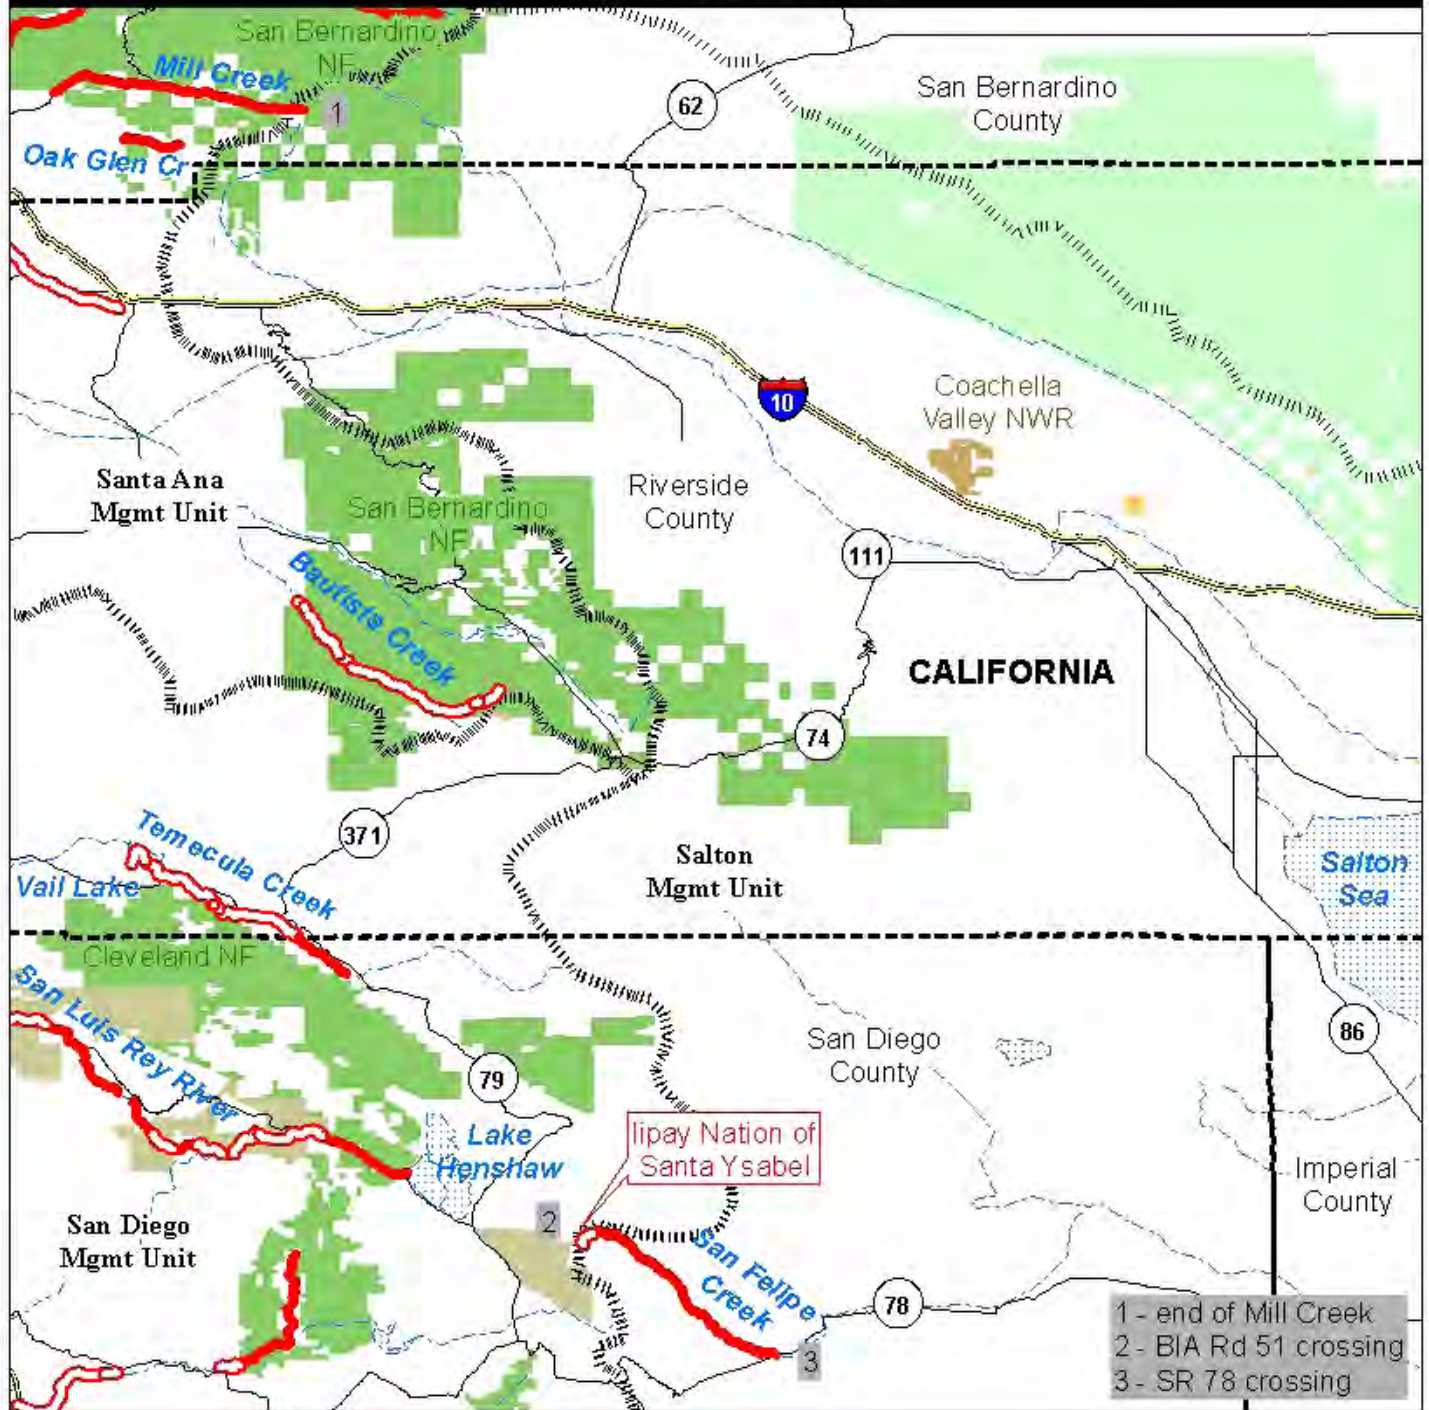 San Bernardino
NF
Mill Creek
1
62
San Bernardino
County
Oak Glen Cr
10
Coachella
Valley NWR
Santa Ana
Mgmt Unit
San Bernardino
NF
Riverside
County
Bautista Creek
111
CALIFORNIA
74
371
Temecula Creek
Salton
Mgmt Unit
Salton
Sea
Vail Lake
Cleveland NF
San Luis Rey River
San Diego
County
86
79
Lake
Henshaw
Iipay Nation of
Santa Ysabel
Imperial
County
San Diego
Mgmt Unit
2
San Felipe
Creek
78
3
1 - end of Mill Creek
2 - BIA Rd 51 crossing
3 - SR 78 crossing